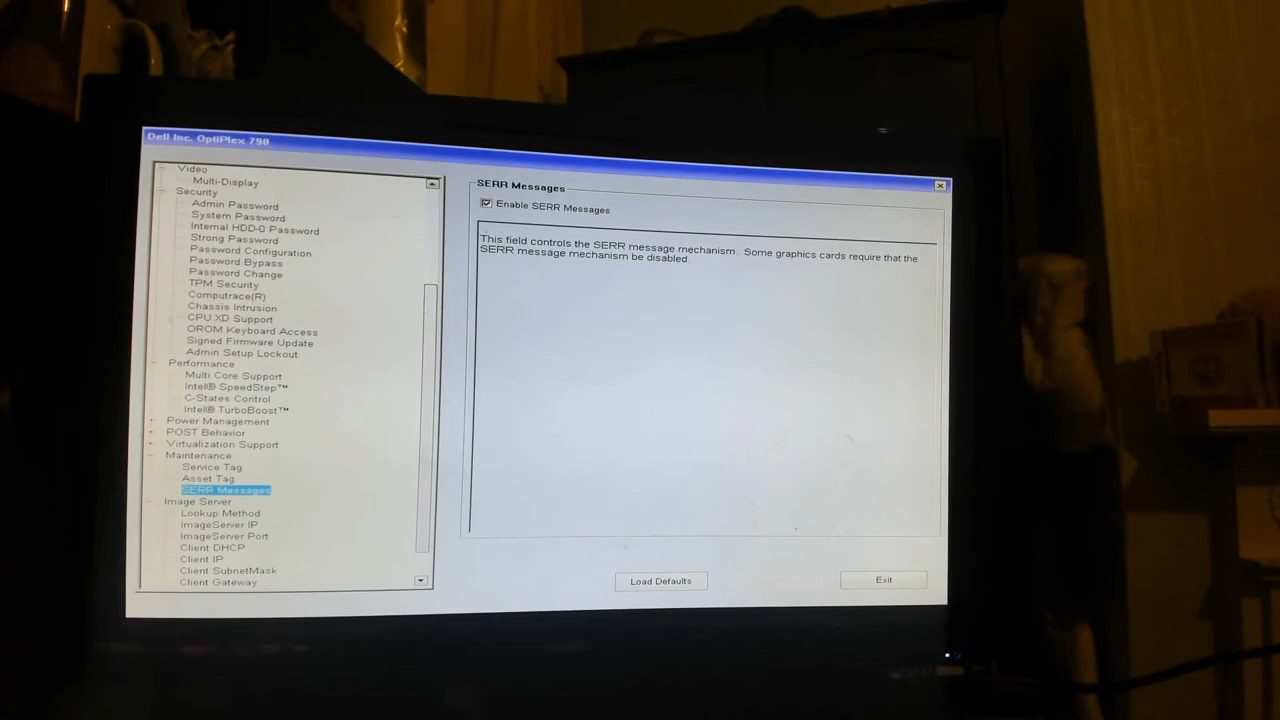 Dell Inc. OptiPlex 790
Video
Multi-Display
Security
Admin Password
System Password
Internal HDD-0 Password
Strong Password
Password Configuration
Password Bypass
Password Change
TPM Security
Computrace(R)
Chassis Intrusion
CPU XD Support
OROM Keyboard Access
Signed Firmware Update
Admin Setup Lockout
Performance
Multi Core Support
Intel® SpeedStep™
C-States Control
Intel® TurboBoost™
Power Management
POST Behavior
Virtualization Support
Maintenance
Service Tag
Asset Tag
SERR Messages
Image Server
Lookup Method
ImageServer IP
ImageServer Port
Client DHCP
Client IP
Client SubnetMask
Client Gateway
SERR Messages
Enable SERR Messages
This field controls the SERR message mechanism. Some graphics cards require that the
SERR message mechanism be disabled.
Load Defaults
Exit